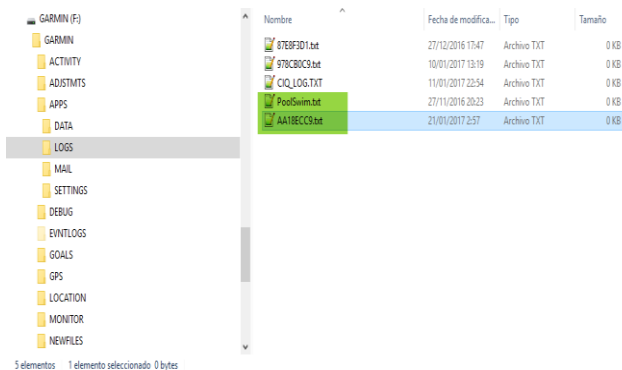 GARMIN (F:)
GARMIN
ACTIVITY
ADJSTMTS
APPS
DATA
LOGS
MAIL
SETTINGS
DEBUG
EVNTLOGS
GOALS
GPS
LOCATION
MONITOR
NEWFILES
Nombre Fecha de modifica... Tipo Tamaño
87E8F3D1.txt 27/12/2016 17:47 Archivo TXT 0 KB
978CB0C9.txt 10/01/2017 13:19 Archivo TXT 0 KB
CIQ_LOG.TXT 11/01/2017 22:54 Archivo TXT 0 KB
PoolSwim.txt 27/11/2016 20:23 Archivo TXT 0 KB
AA18ECC9.txt 21/01/2017 2:57 Archivo TXT 0 KB
5 elementos 1 elemento seleccionado 0 bytes